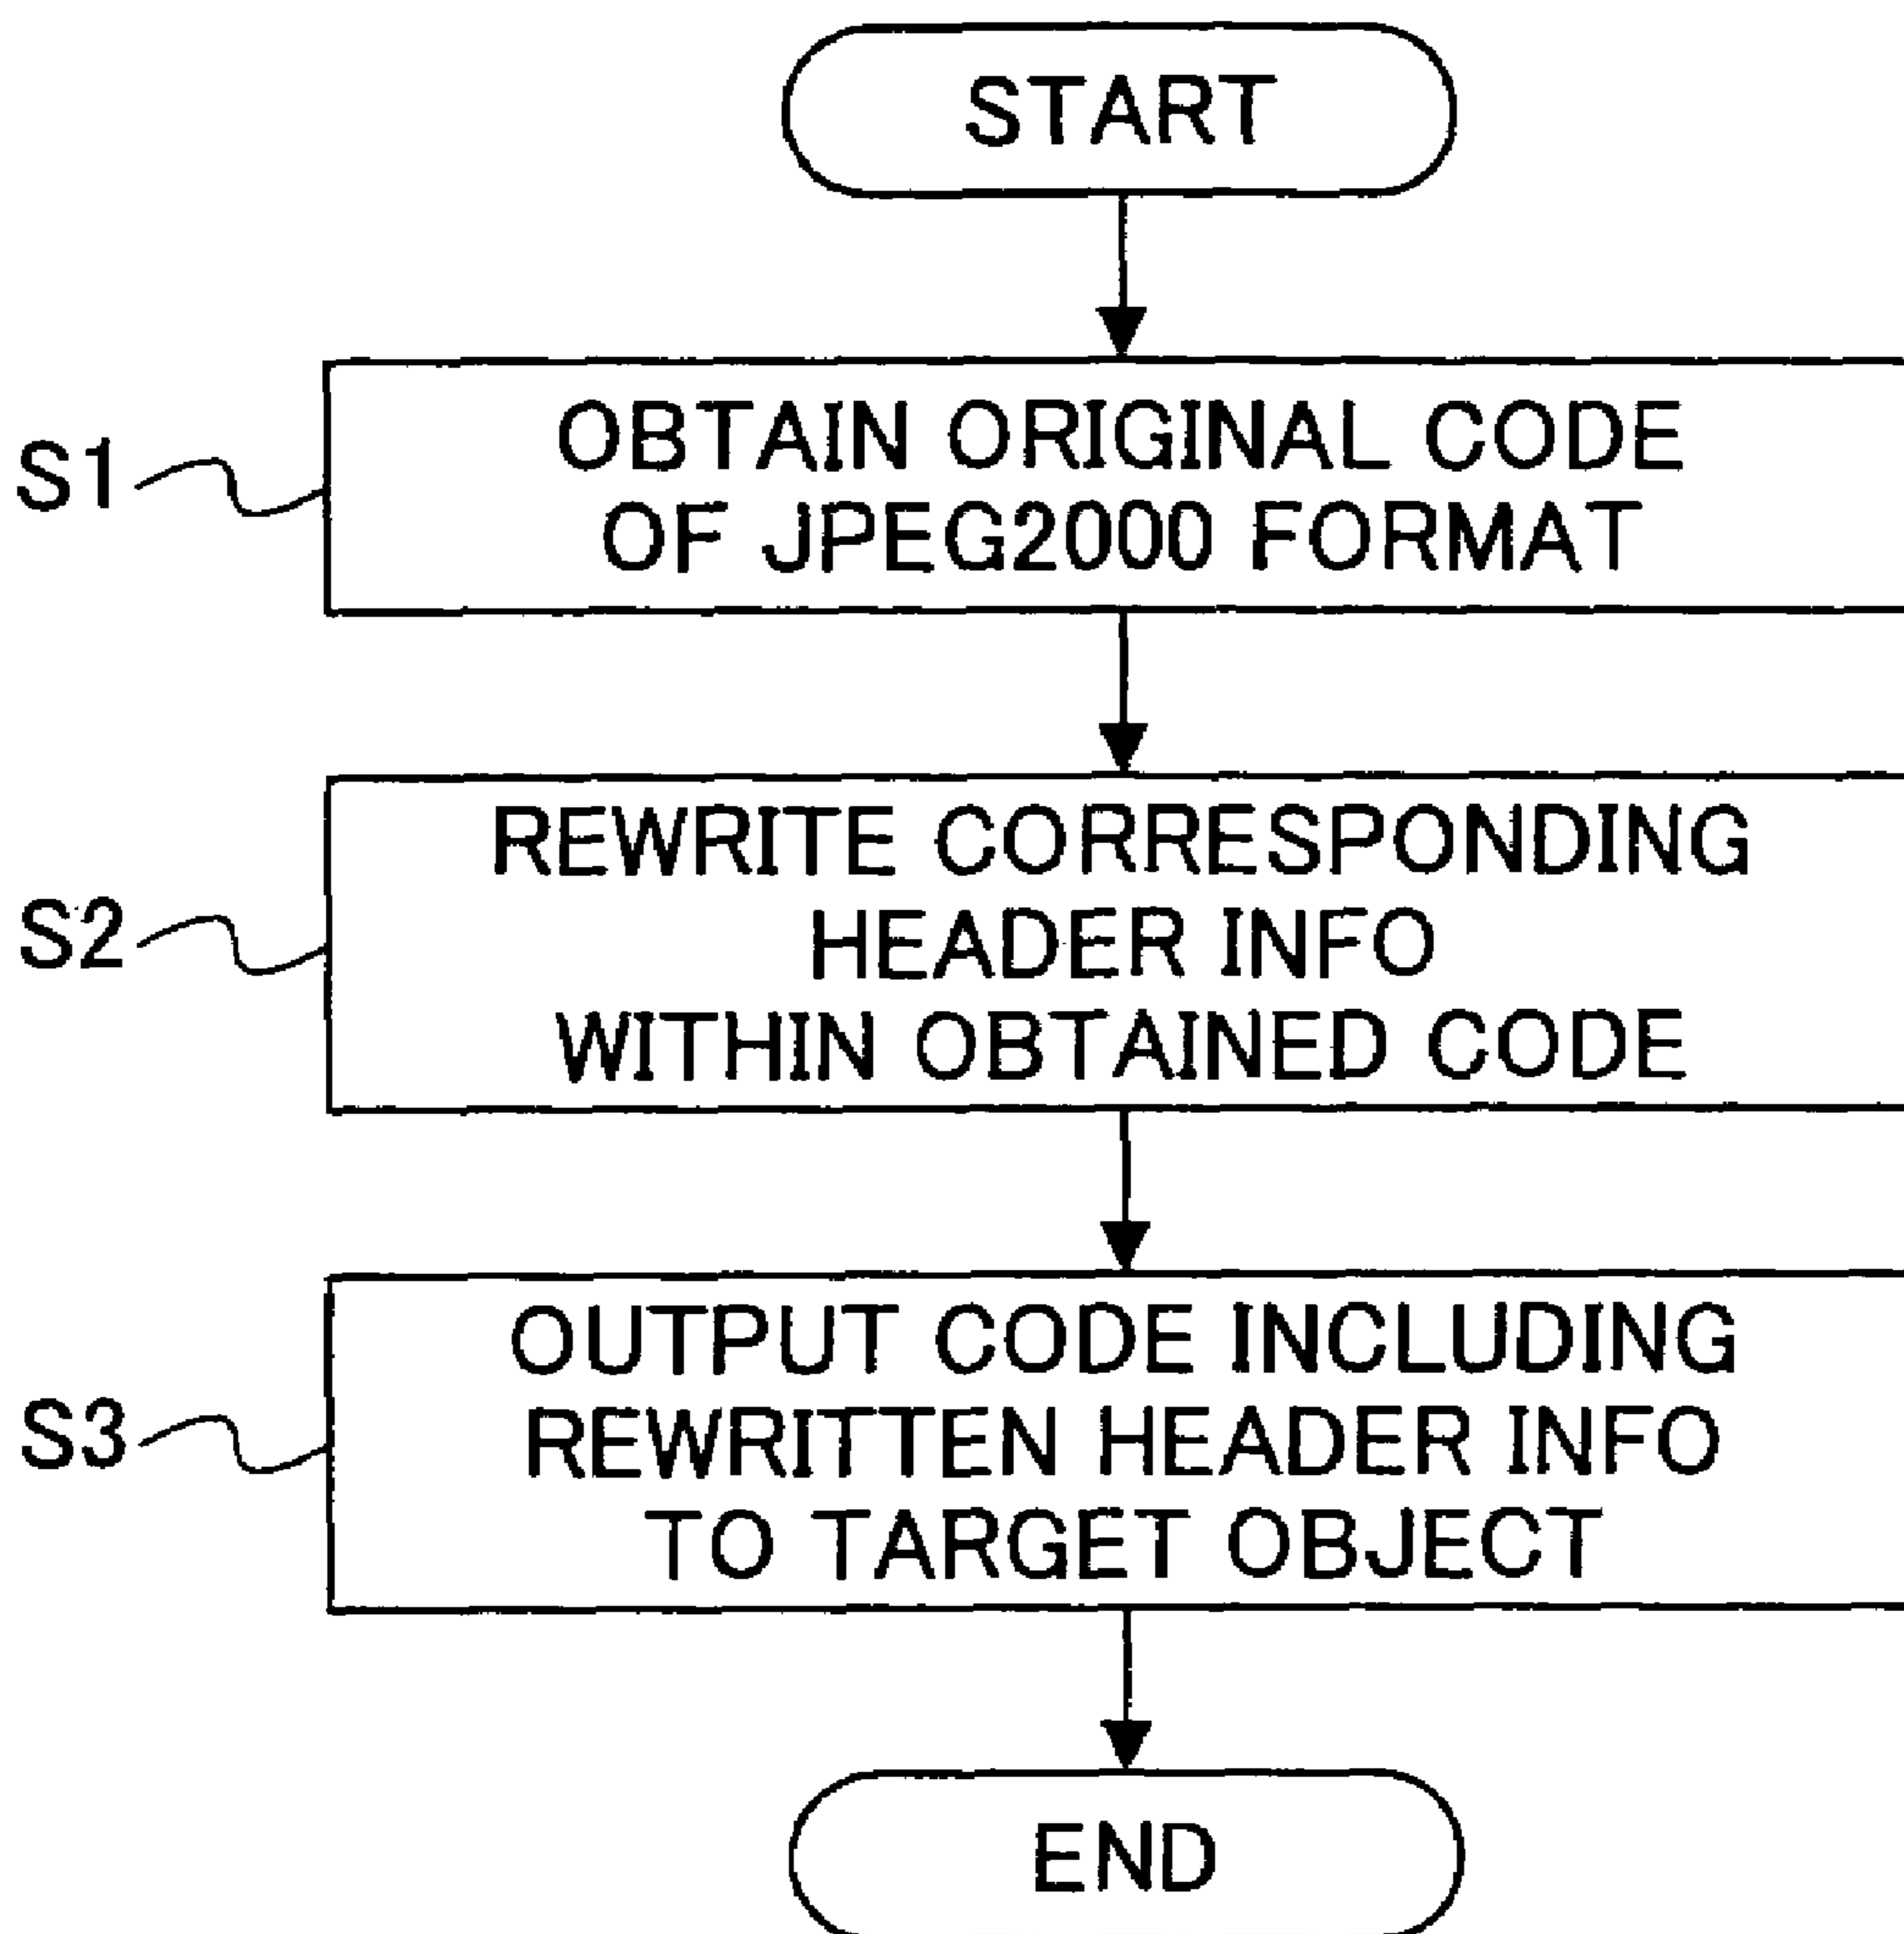 START
S1
OBTAIN ORIGINAL CODE
OF JPEG2000 FORMAT
S2
REWRITE CORRESPONDING
HEADER INFO
WITHIN OBTAINED CODE
S3
OUTPUT CODE INCLUDING
REWRITTEN HEADER INFO
TO TARGET OBJECT
END